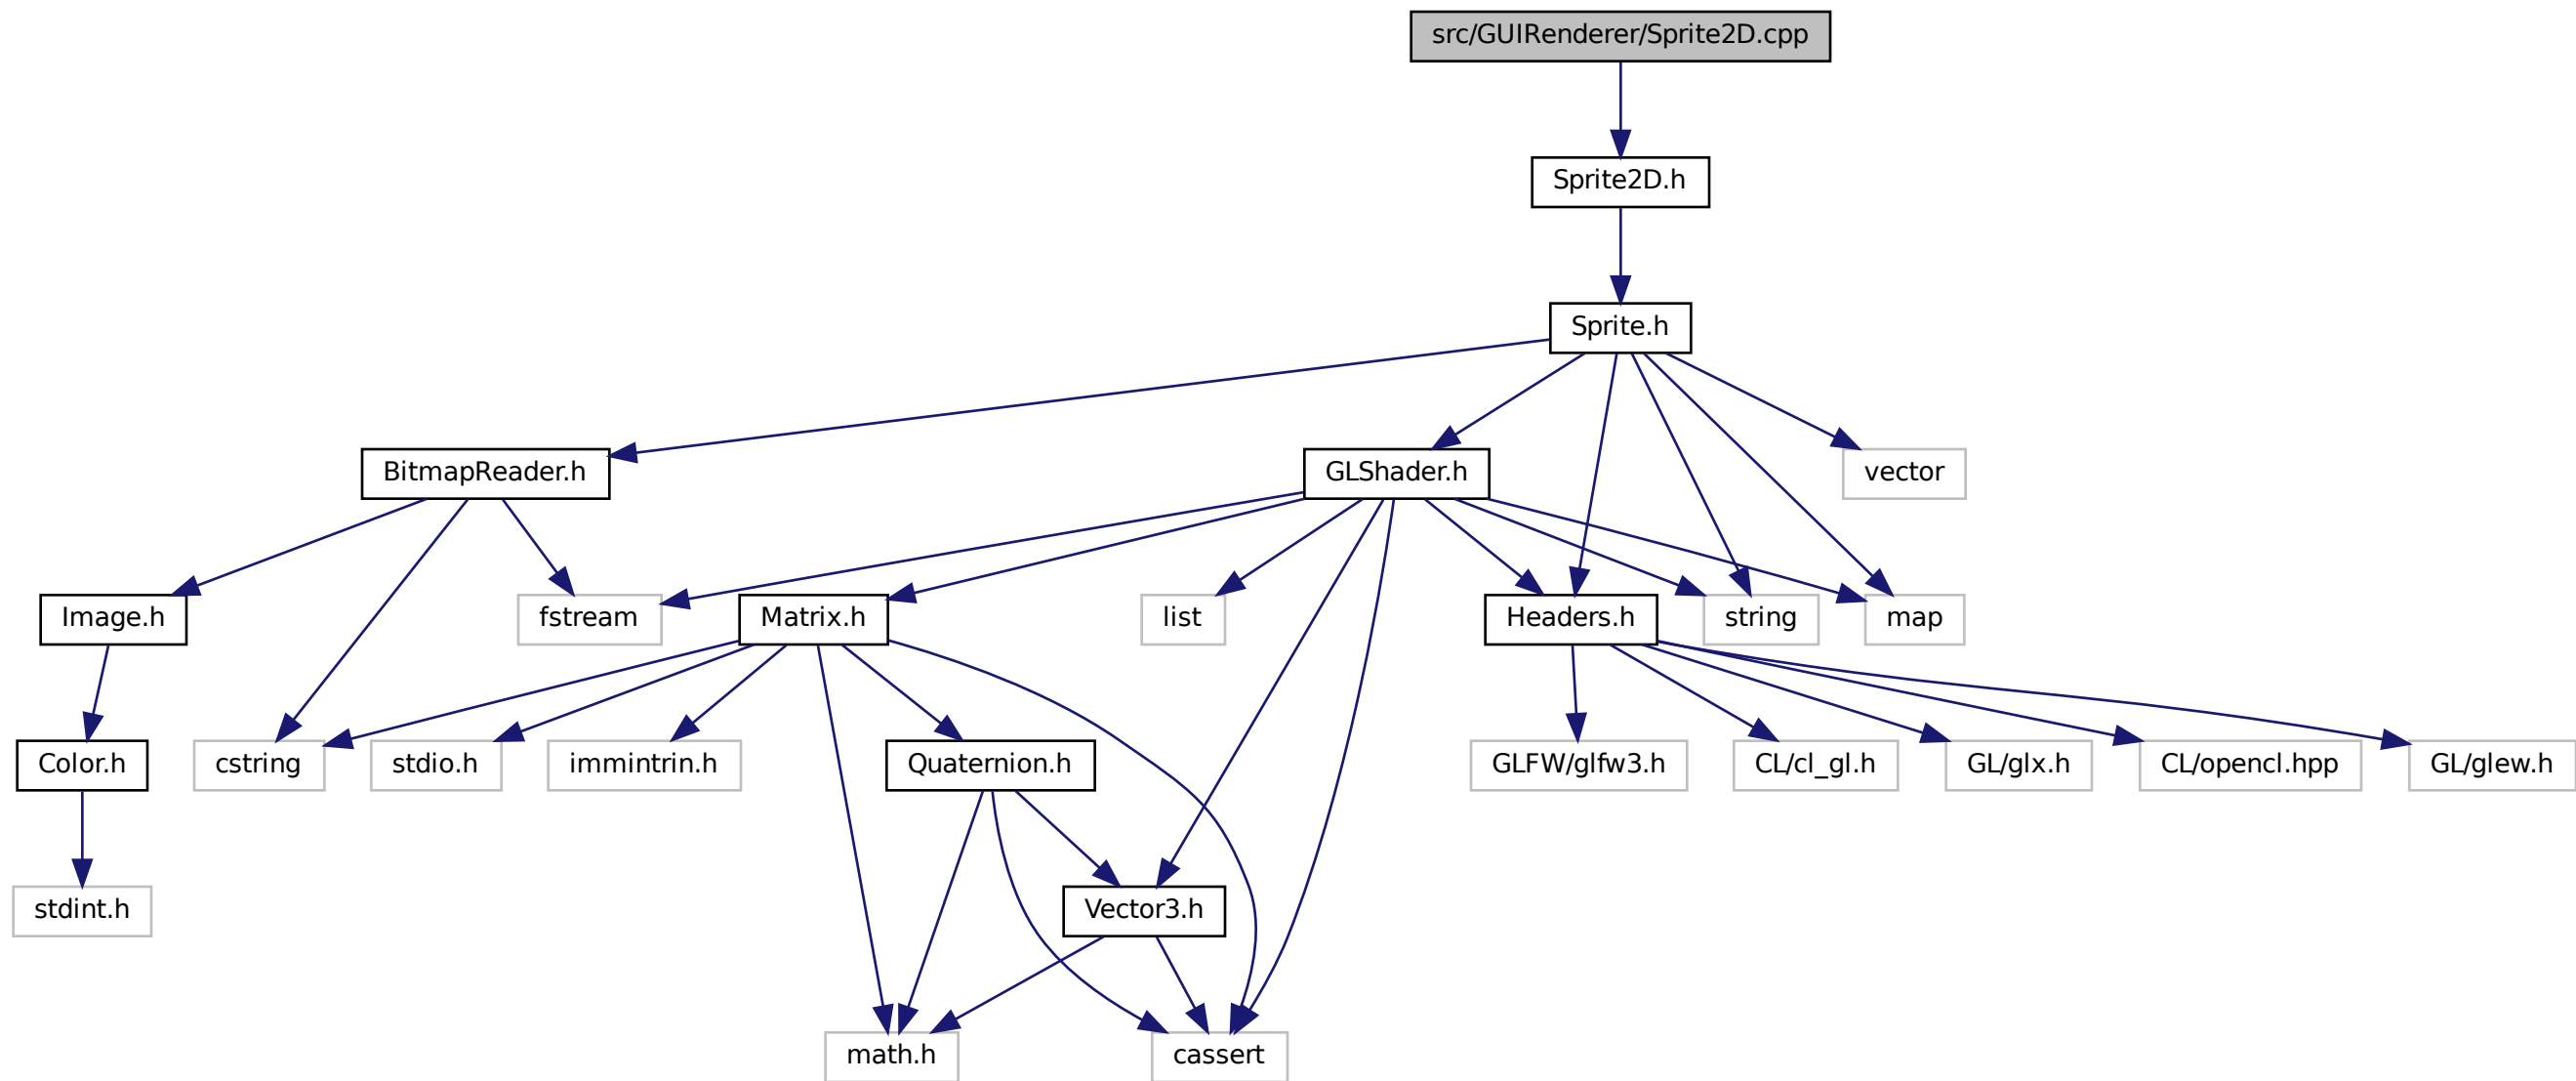 src/GUIRenderer/Sprite2D.cpp
Sprite2D.h
Sprite.h
BitmapReader.h
GLShader.h
vector
Image.h
fstream
Matrix.h
list
Headers.h
string
map
Color.h
cstring
stdio.h
immintrin.h
Quaternion.h
GLFW/glfw3.h
CL/cl_gl.h
GL/glx.h
CL/opencl.hpp
GL/glew.h
stdint.h
Vector3.h
math.h
cassert